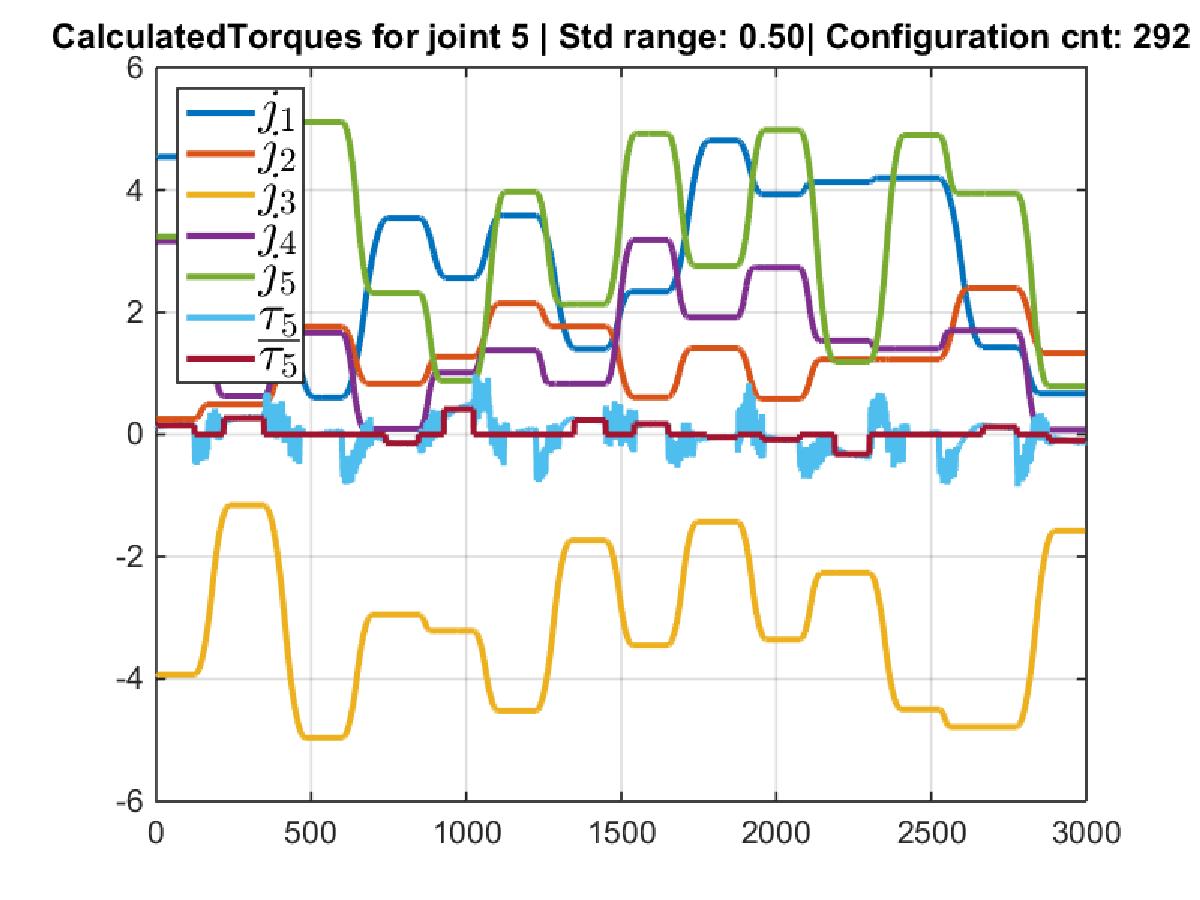 CalculatedTorques for joint 5 | Std range: 0.50| Configuration cnt: 292
6
4
2
0
-2
-4
-6
j₁
j₂
j₃
j₄
j₅
τ₅
τ̅₅
0 500 1000 1500 2000 2500 3000